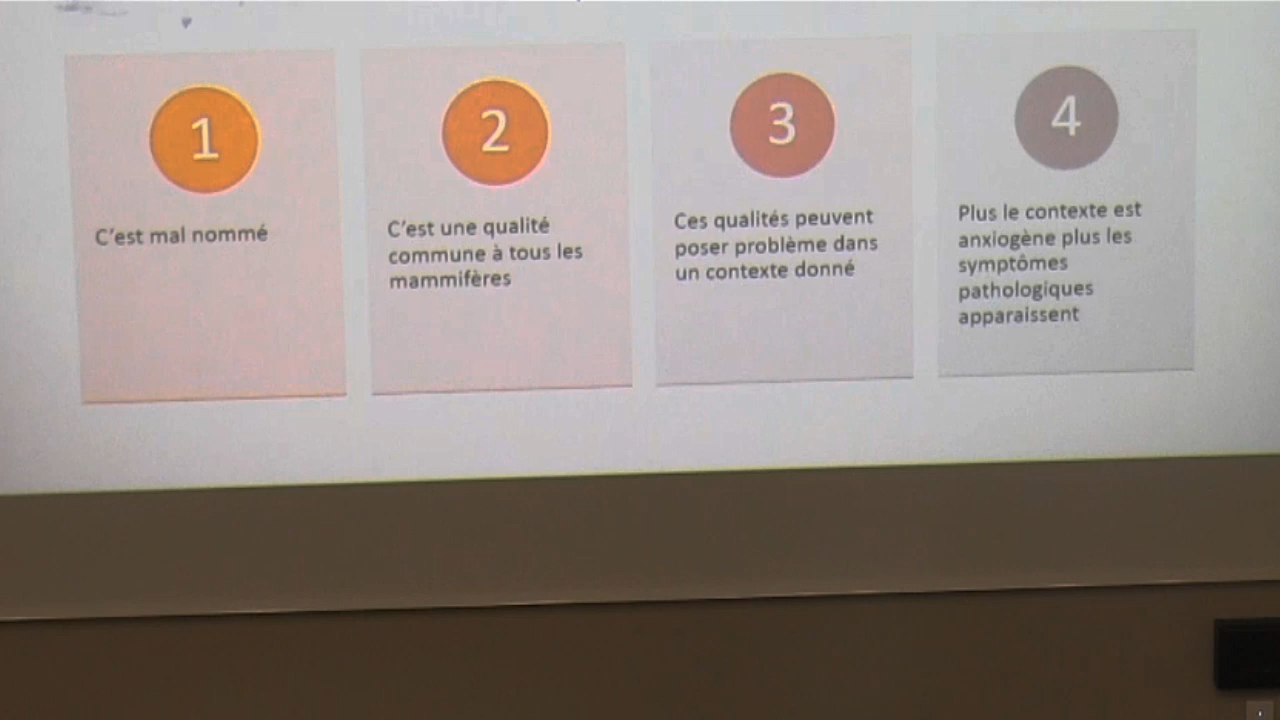 1
C'est mal nommé
2
C'est une qualité
commune à tous les
mammifères
3
Ces qualités peuvent
poser problème dans
un contexte donné
4
Plus le contexte est
anxiogène plus les
symptômes
pathologiques
apparaissent